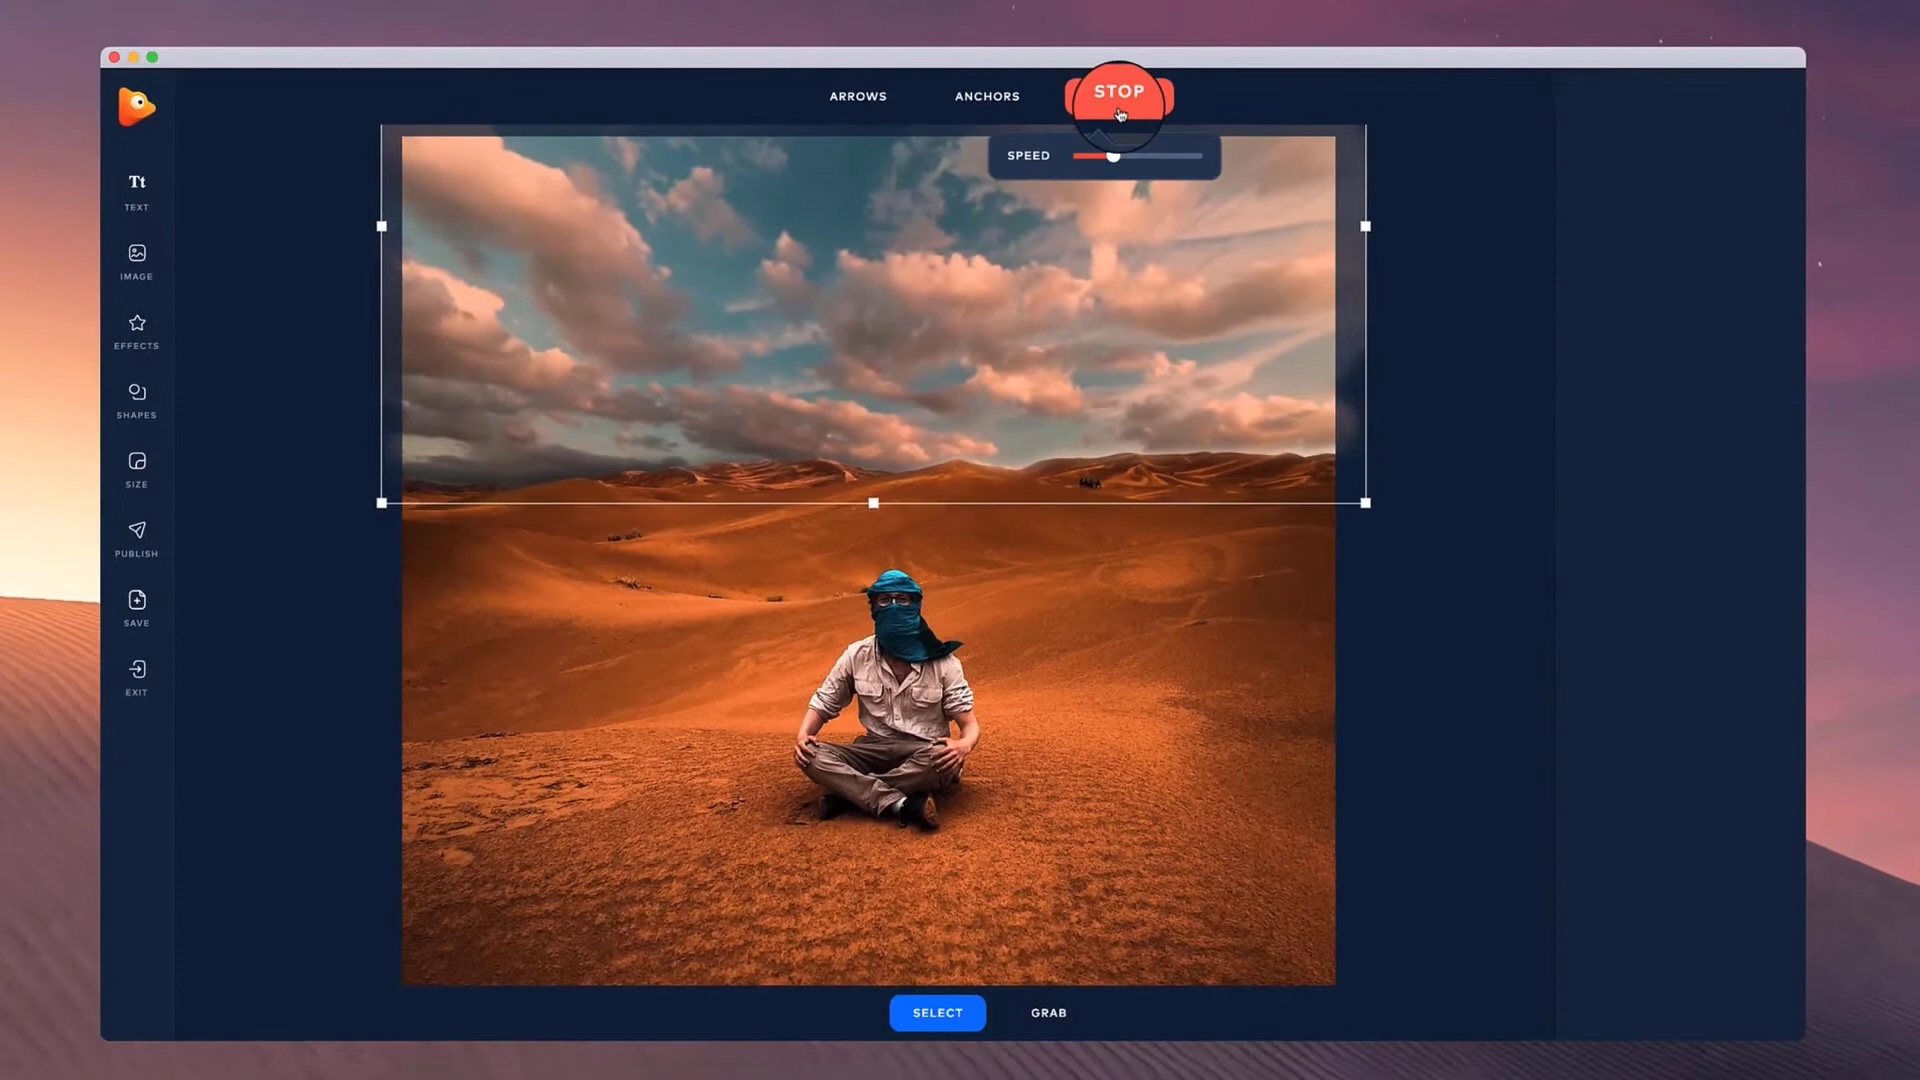 ARROWS
ANCHORS
STOP
SPEED
Tt
TEXT
IMAGE
EFFECTS
SHAPES
SIZE
PUBLISH
SAVE
EXIT
SELECT
GRAB